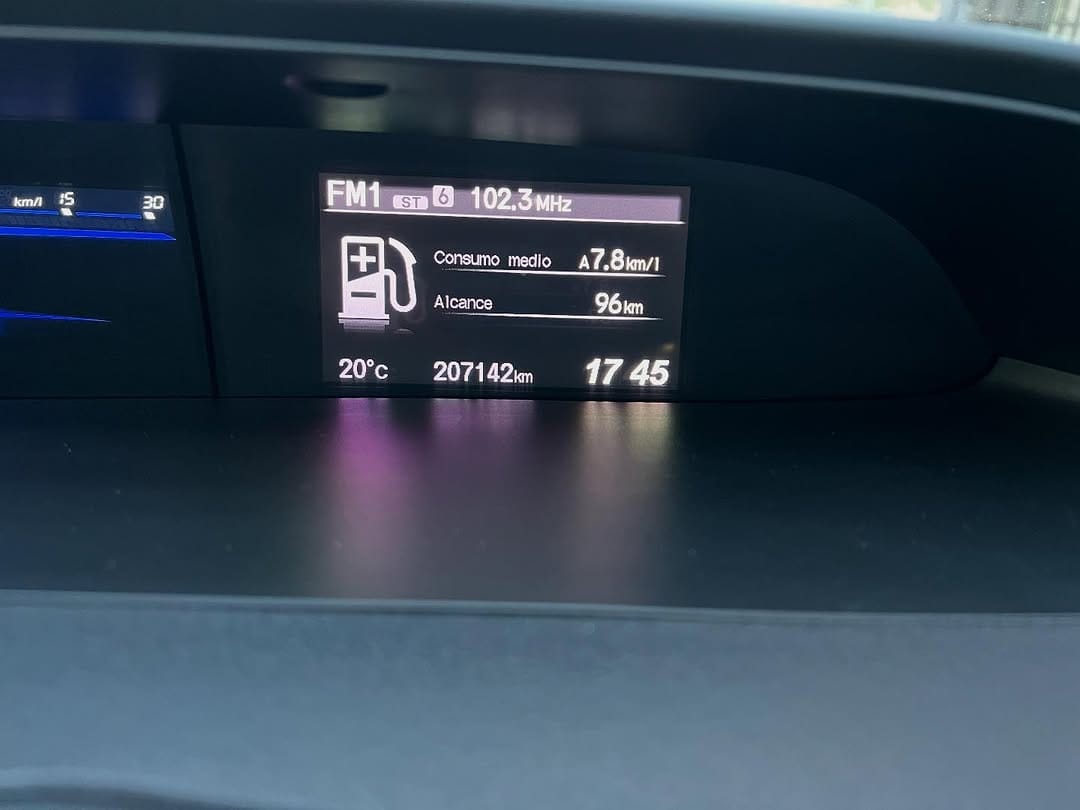 km/l 15 30
FM1 ST 6 102.3MHz
Consumo medio A7.8km/l
Alcance 96km
20°C 207142km 17 45